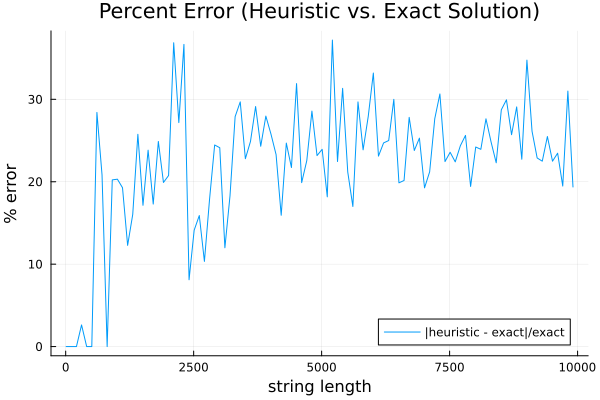 Percent Error (Heuristic vs. Exact Solution)
% error
30
20
10
0
0 2500 5000 7500 10000
string length
|heuristic - exact|/exact